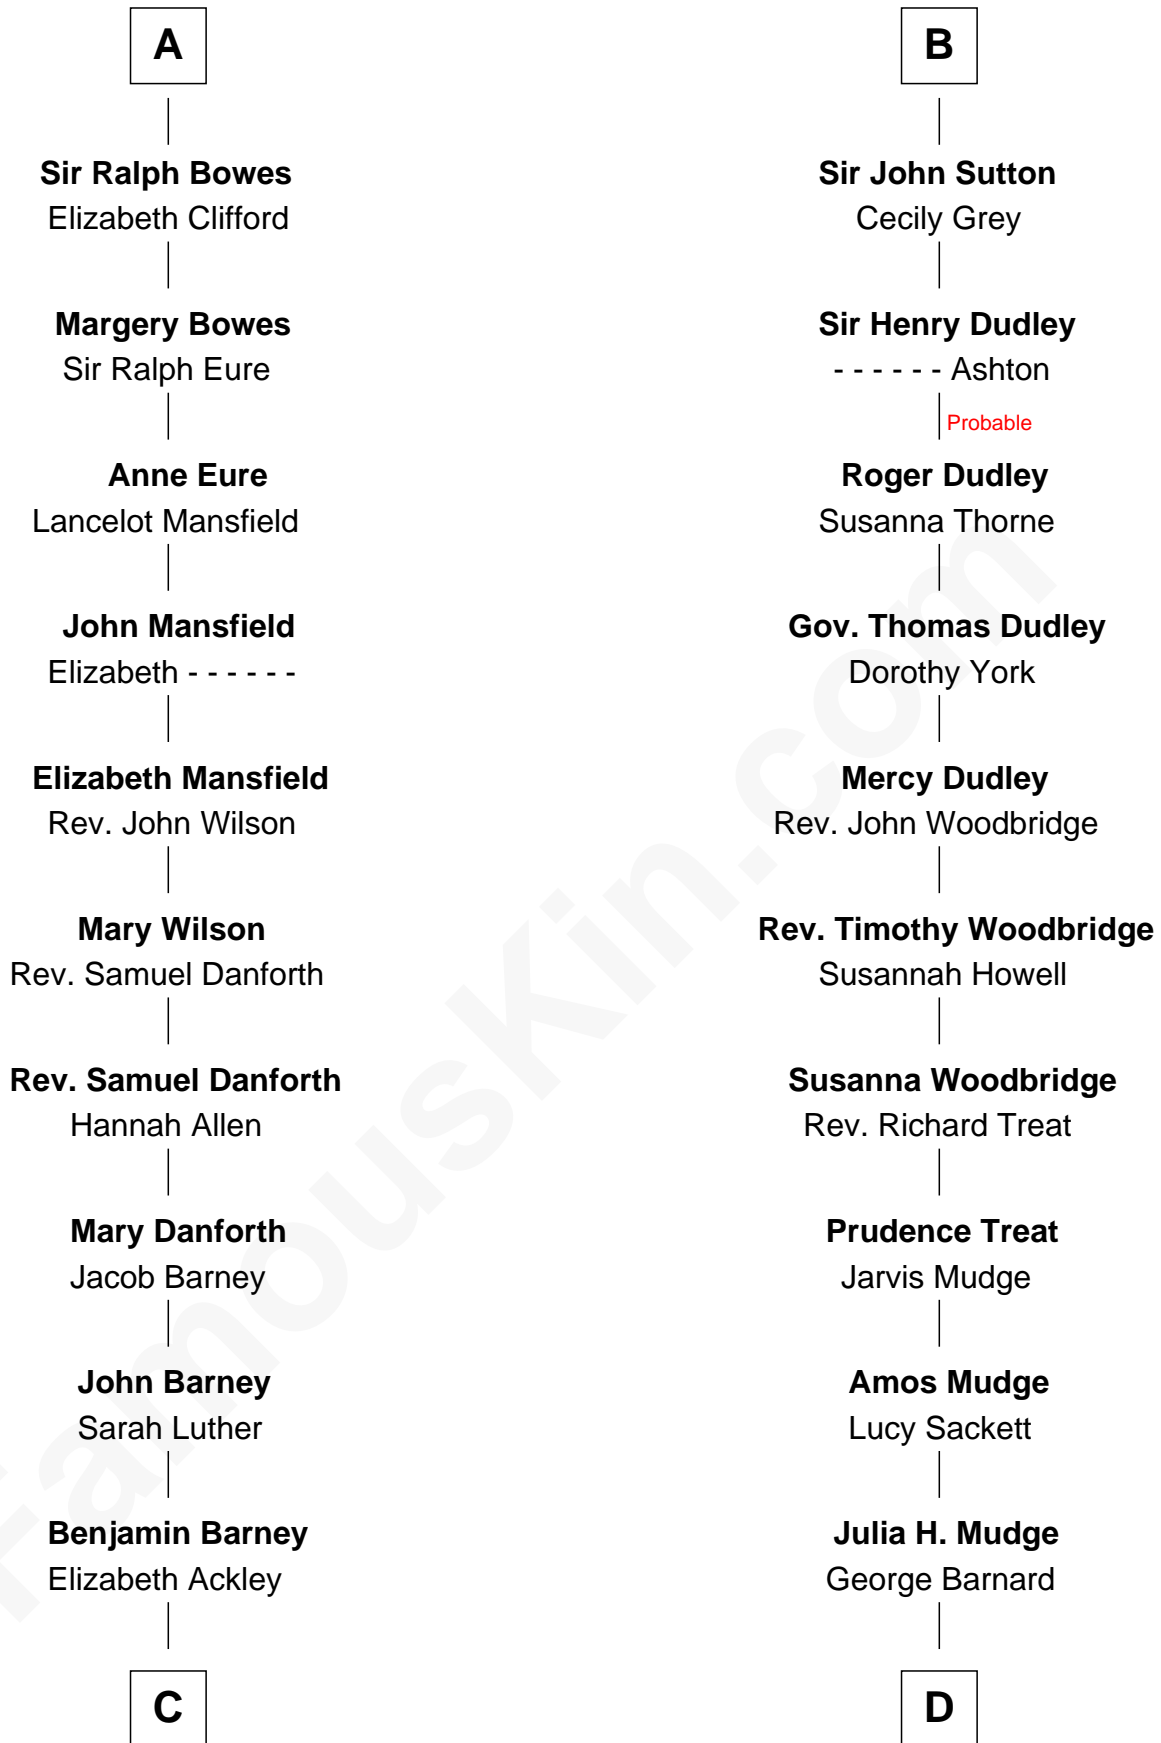 A
Sir Ralph Bowes
Elizabeth Clifford
Margery Bowes
Sir Ralph Eure
Anne Eure
Lancelot Mansfield
John Mansfield
Elizabeth - - - - - -
Elizabeth Mansfield
Rev. John Wilson
Mary Wilson
Rev. Samuel Danforth
Rev. Samuel Danforth
Hannah Allen
Mary Danforth
Jacob Barney
John Barney
Sarah Luther
Benjamin Barney
Elizabeth Ackley
C
B
Sir John Sutton
Cecily Grey
Sir Henry Dudley
- - - - - - Ashton
Probable
Roger Dudley
Susanna Thorne
Gov. Thomas Dudley
Dorothy York
Mercy Dudley
Rev. John Woodbridge
Rev. Timothy Woodbridge
Susannah Howell
Susanna Woodbridge
Rev. Richard Treat
Prudence Treat
Jarvis Mudge
Amos Mudge
Lucy Sackett
Julia H. Mudge
George Barnard
D
FamousKin.com